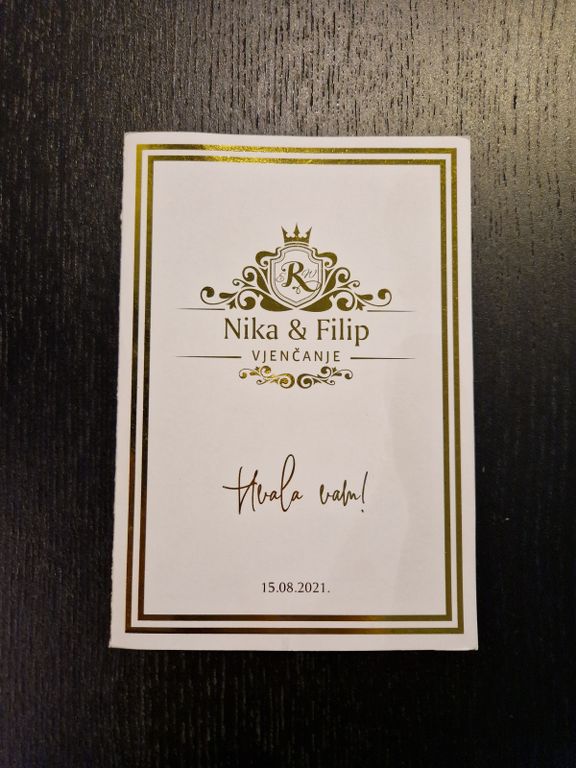 R
Nika & Filip
VJENČANJE
Hvala vam!
15.08.2021.